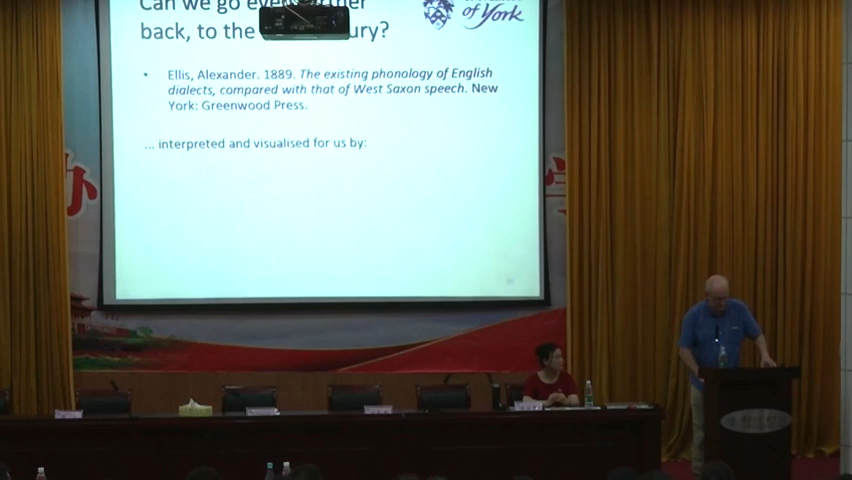 Can we go even further
of York
back, to the ury?
• Ellis, Alexander. 1889. The existing phonology of English
dialects, compared with that of West Saxon speech. New
York: Greenwood Press.
... interpreted and visualised for us by: